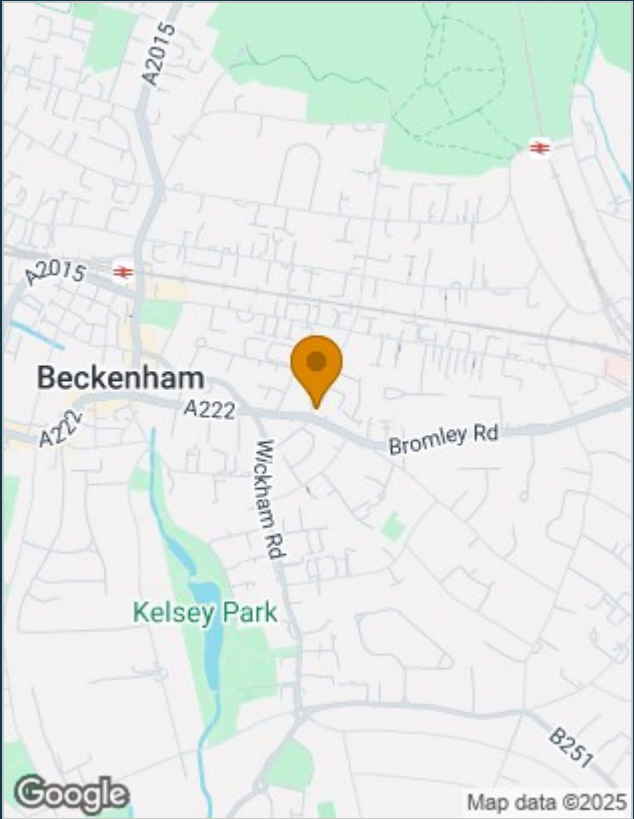 A2015
A2015
Beckenham
A222
A222
Bromley Rd
Wickham Rd
Kelsey Park
B251
Google
Map data ©2025